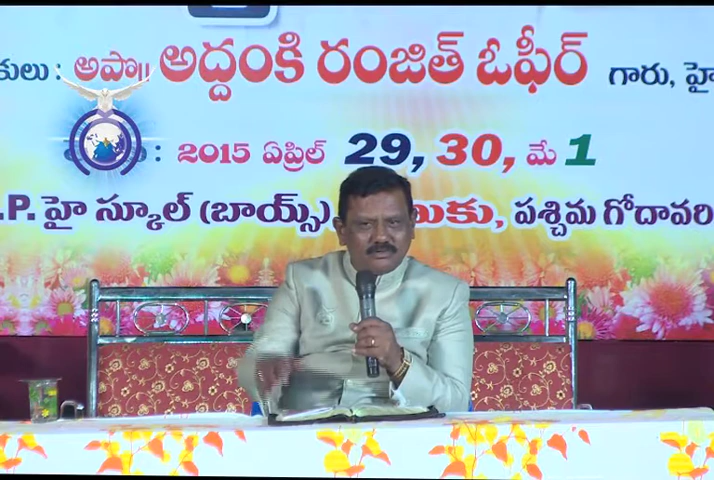 కులు : అపొ|| అద్దంకి రంజిత్ ఓఫీర్ గారు, హై
: 2015 ఏప్రిల్ 29, 30, మే 1
.P. హై స్కూల్ (బాయ్స్), పశ్చిమ గోదావరి